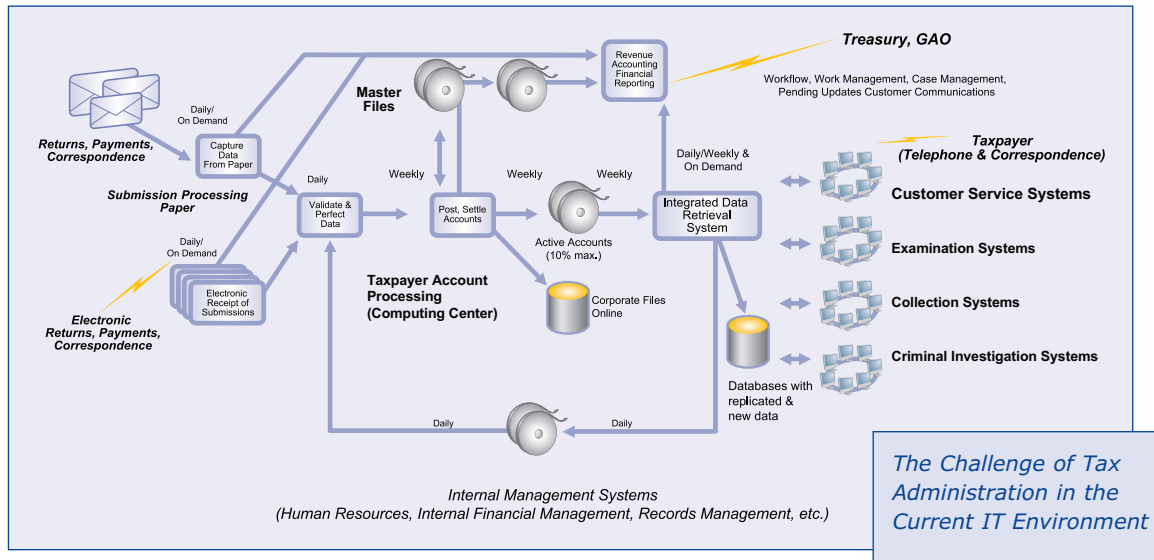 Treasury, GAO
Revenue
Accounting
Financial
Reporting
Workflow, Work Management, Case Management,
Pending Updates Customer Communications
Master
Files
Daily/
On Demand
Returns, Payments,
Correspondence
Capture
Data
From Paper
Submission Processing
Paper
Daily
Validate &
Perfect
Data
Weekly
Weekly
Weekly
Post, Settle
Accounts
Active Accounts
(10% max.)
Daily/Weekly &
On Demand
Integrated Data
Retrieval
System
Taxpayer
(Telephone & Correspondence)
Customer Service Systems
Examination Systems
Collection Systems
Criminal Investigation Systems
Daily/
On Demand
Electronic
Receipt of
Submissions
Electronic
Returns, Payments,
Correspondence
Taxpayer Account
Processing
(Computing Center)
Corporate Files
Online
Databases with
replicated &
new data
Daily
Daily
Internal Management Systems
(Human Resources, Internal Financial Management, Records Management, etc.)
The Challenge of Tax
Administration in the
Current IT Environment